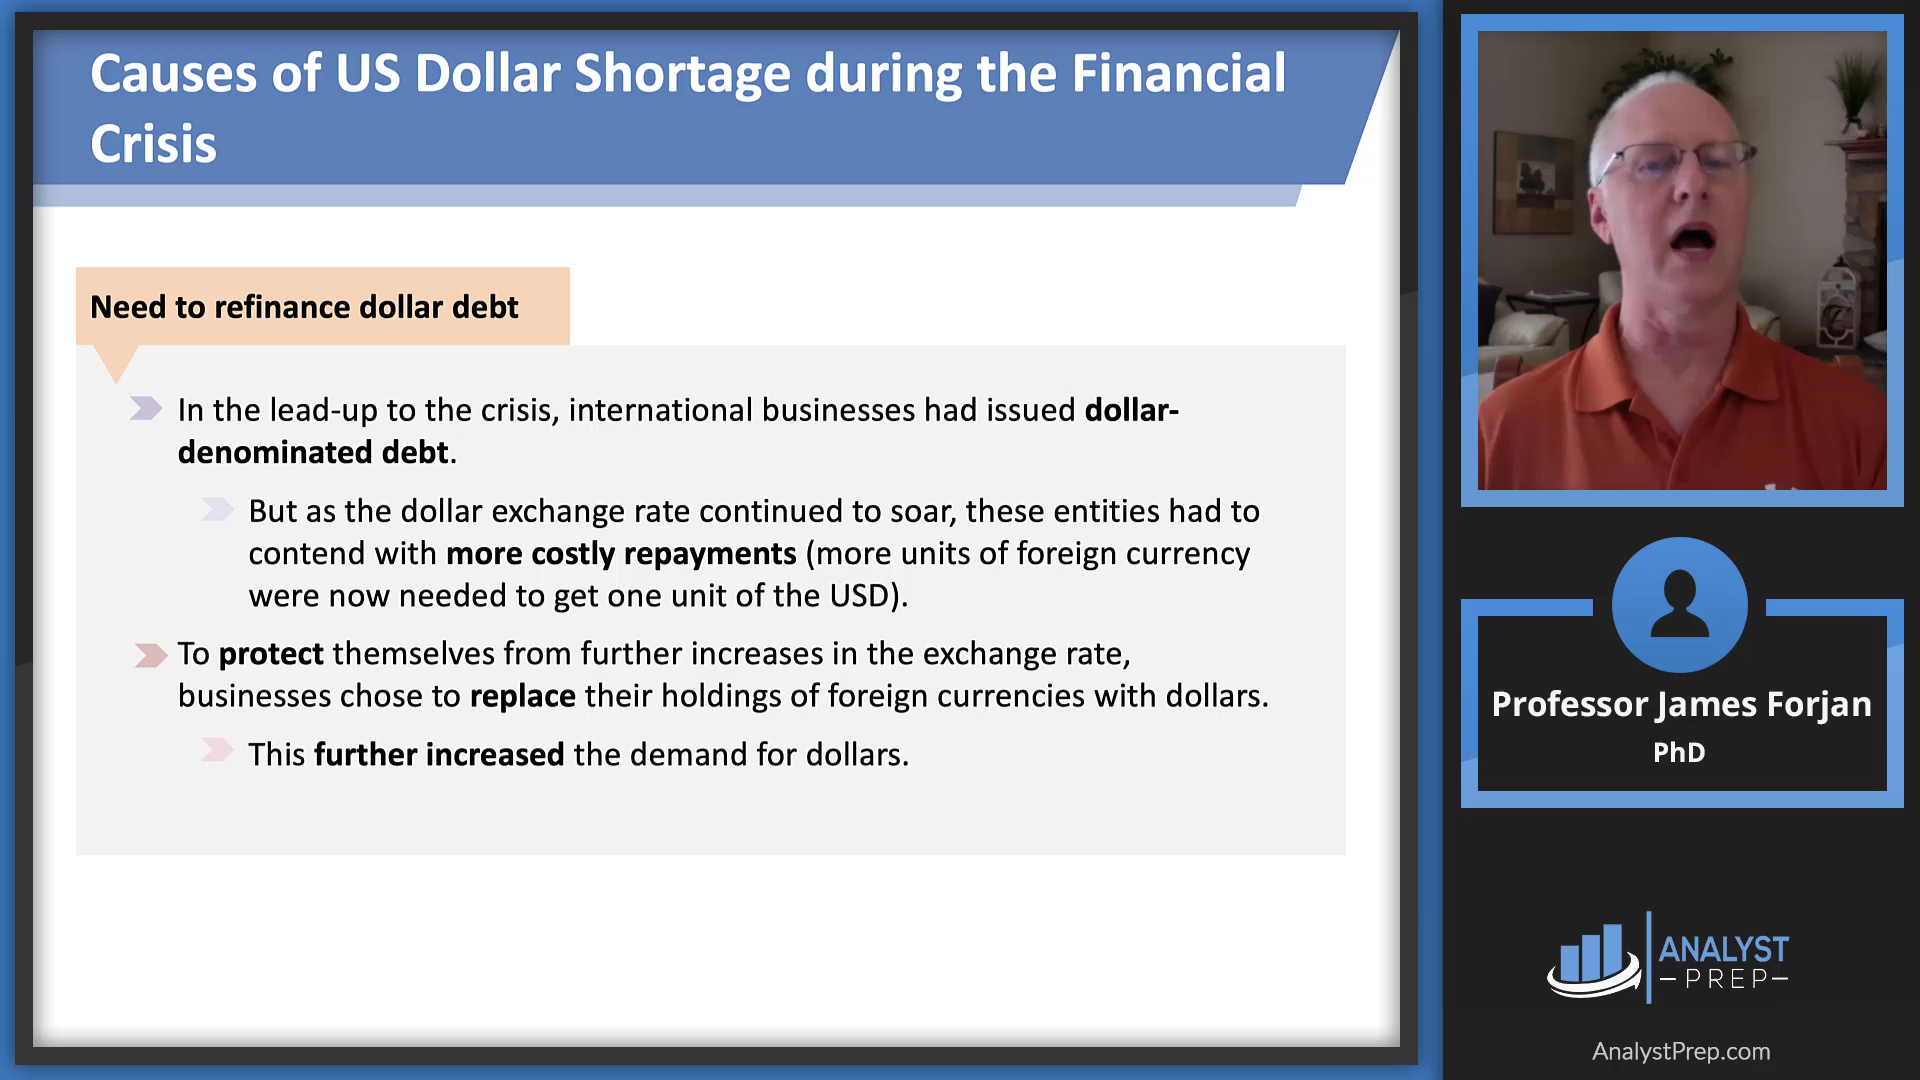 Causes of US Dollar Shortage during the Financial
Crisis
Need to refinance dollar debt
In the lead-up to the crisis, international businesses had issued dollar-
denominated debt.
But as the dollar exchange rate continued to soar, these entities had to
contend with more costly repayments (more units of foreign currency
were now needed to get one unit of the USD).
To protect themselves from further increases in the exchange rate,
businesses chose to replace their holdings of foreign currencies with dollars.
This further increased the demand for dollars.
Professor James Forjan
PhD
ANALYST
PREP
AnalystPrep.com